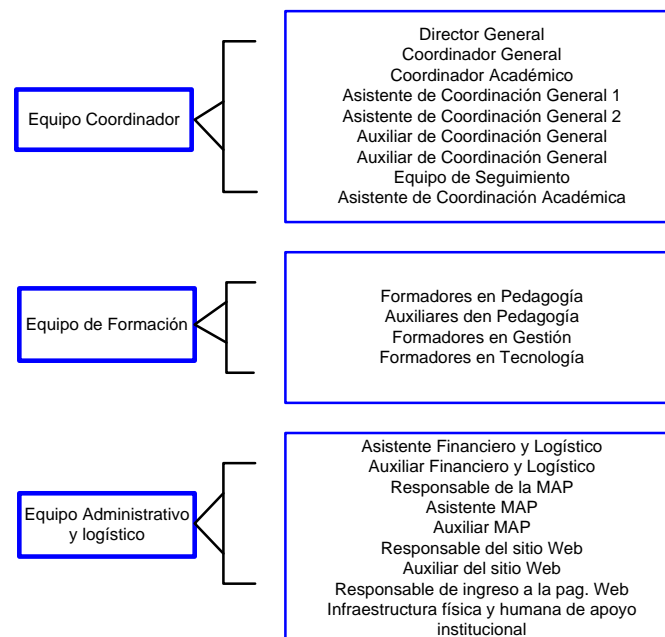 Equipo Coordinador
Director General
Coordinador General
Coordinador Académico
Asistente de Coordinación General 1
Asistente de Coordinación General 2
Auxiliar de Coordinación General
Auxiliar de Coordinación General
Equipo de Seguimiento
Asistente de Coordinación Académica
Equipo de Formación
Formadores en Pedagogía
Auxiliares den Pedagogía
Formadores en Gestión
Formadores en Tecnología
Equipo Administrativo
y logístico
Asistente Financiero y Logístico
Auxiliar Financiero y Logístico
Responsable de la MAP
Asistente MAP
Auxiliar MAP
Responsable del sitio Web
Auxiliar del sitio Web
Responsable de ingreso a la pag. Web
Infraestructura física y humana de apoyo
institucional